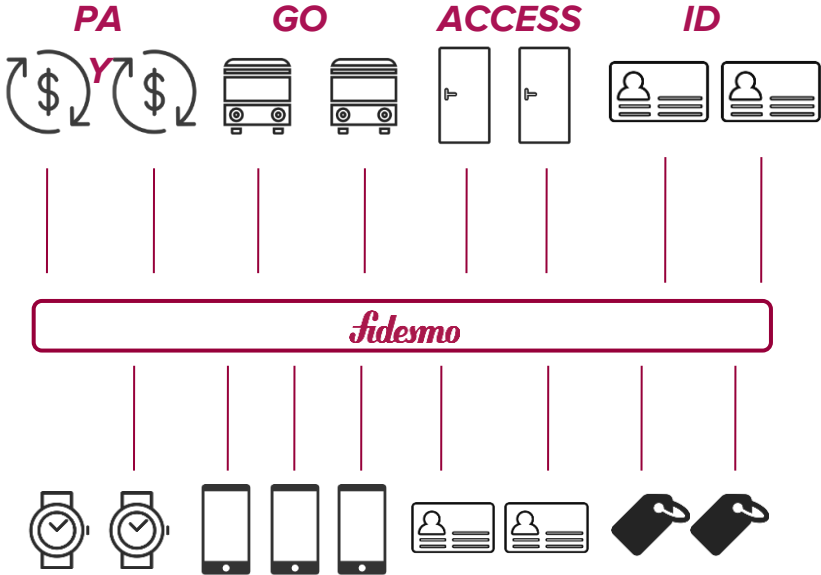 PA
Y
GO
ACCESS
ID
$
$
fidesmo